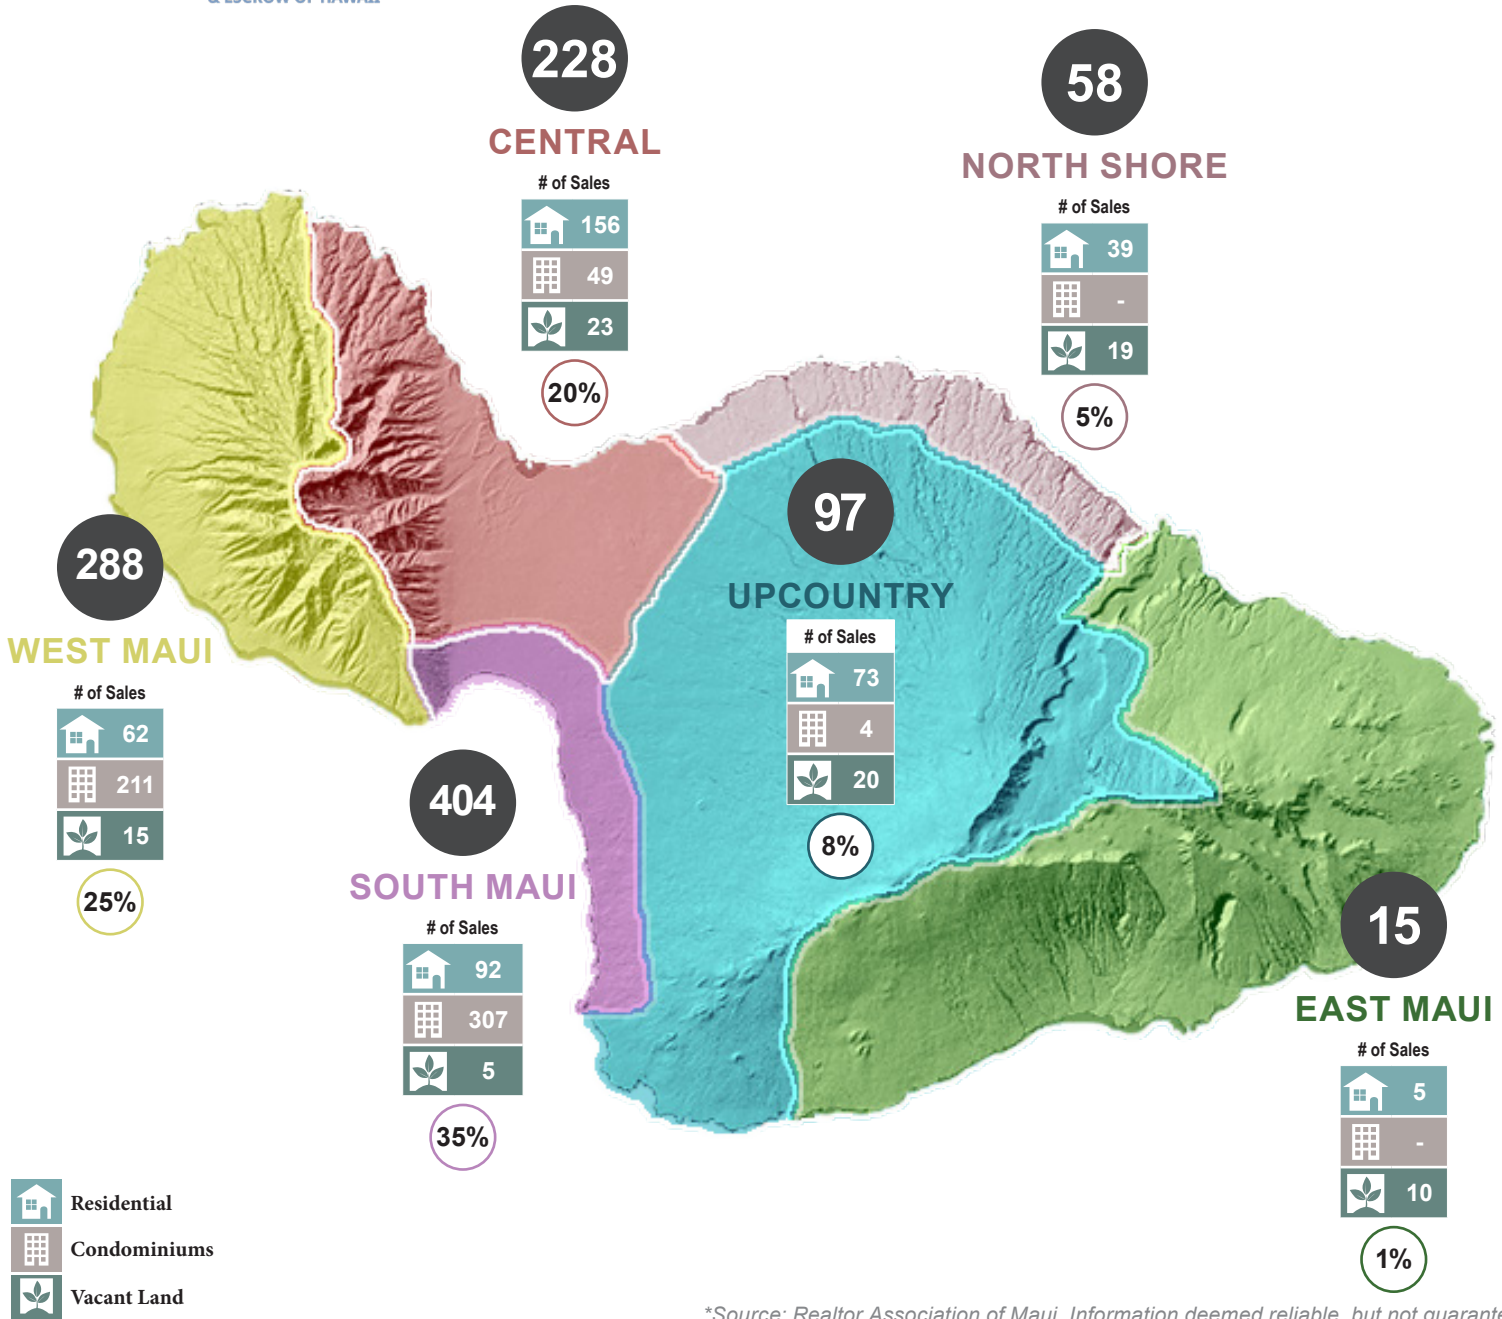 & ESCROW OF HAWAII
228
CENTRAL
# of Sales
156
49
23
20%
58
NORTH SHORE
# of Sales
39
-
19
5%
288
WEST MAUI
# of Sales
62
211
15
25%
97
UPCOUNTRY
# of Sales
73
4
20
8%
404
SOUTH MAUI
# of Sales
92
307
5
35%
15
EAST MAUI
# of Sales
5
-
10
1%
Residential
Condominiums
Vacant Land
*Source: Realtor Association of Maui. Information deemed reliable, but not